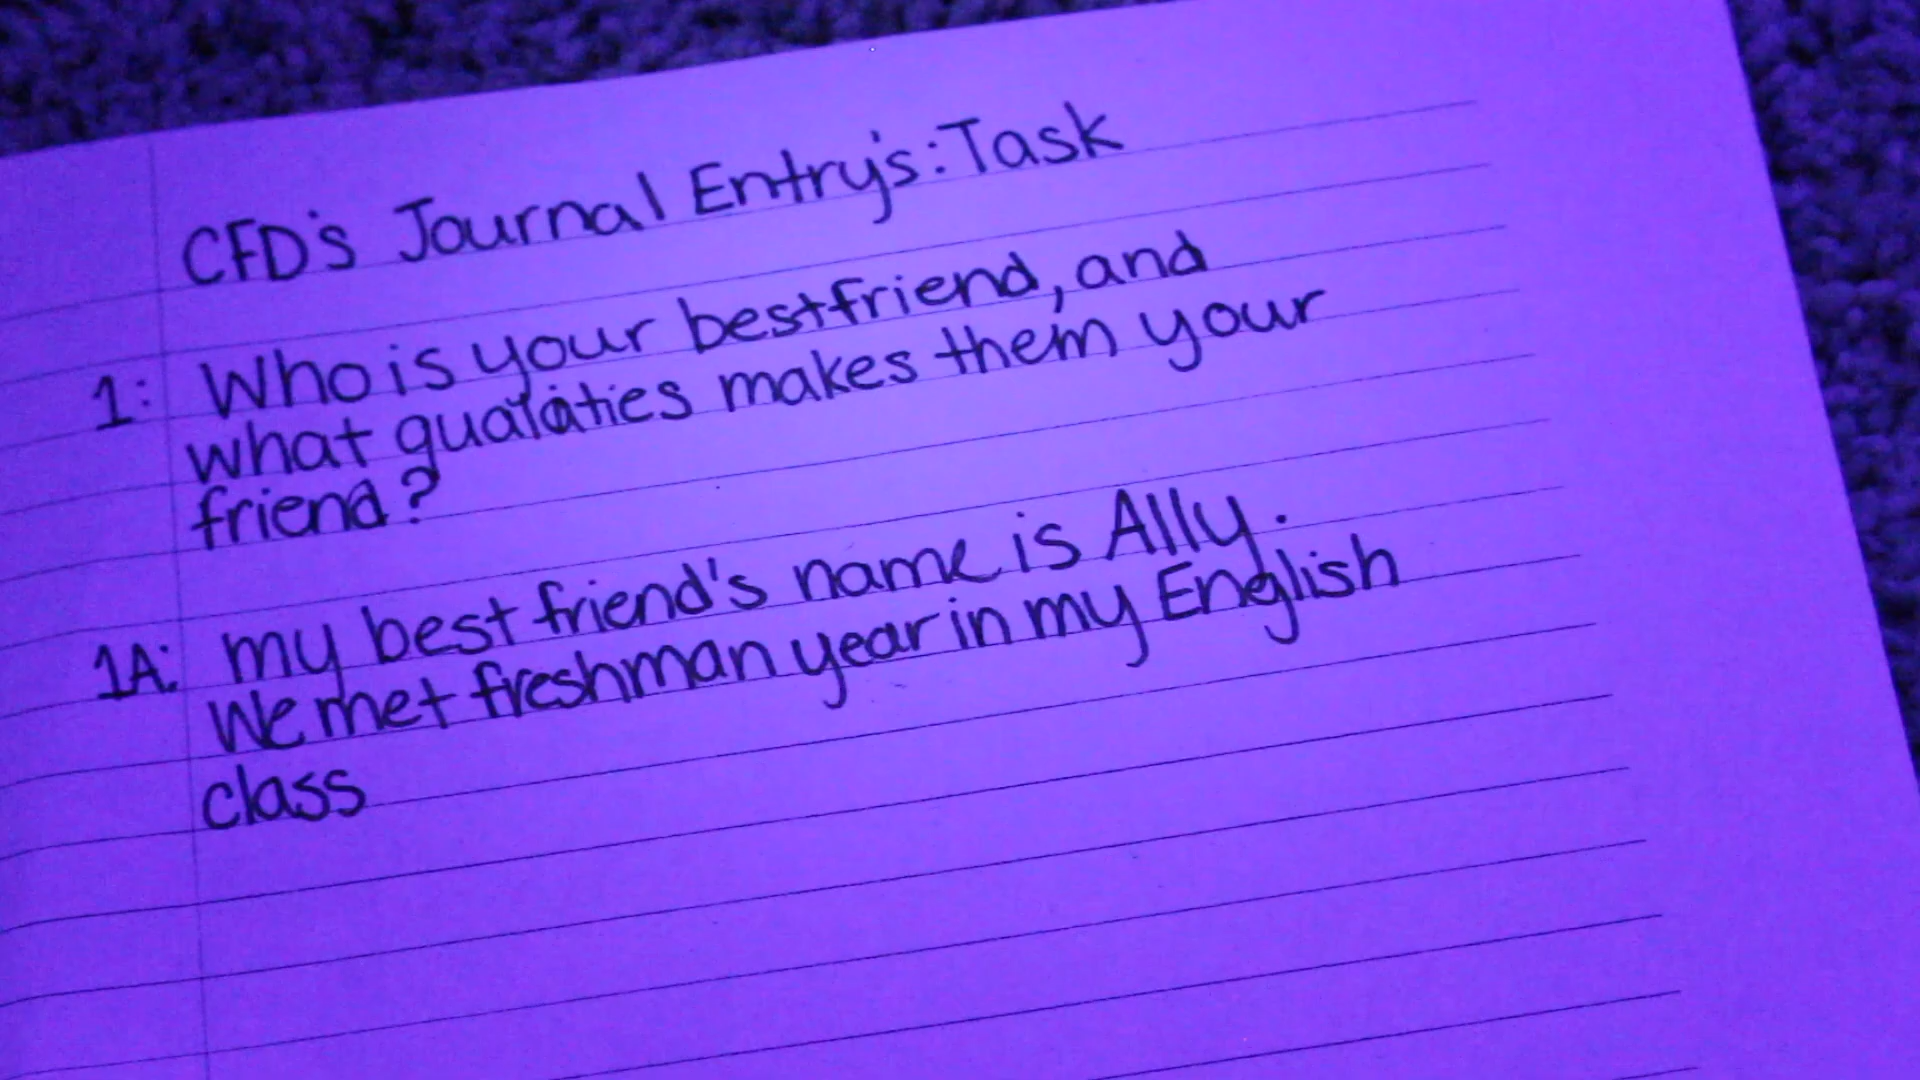 CFD's Journal Entry's: Task
1: Who is your bestfriend, and
what qualaties makes them your
friend?
1A: my best friend's name is Ally.
We met freshman year in my English
class